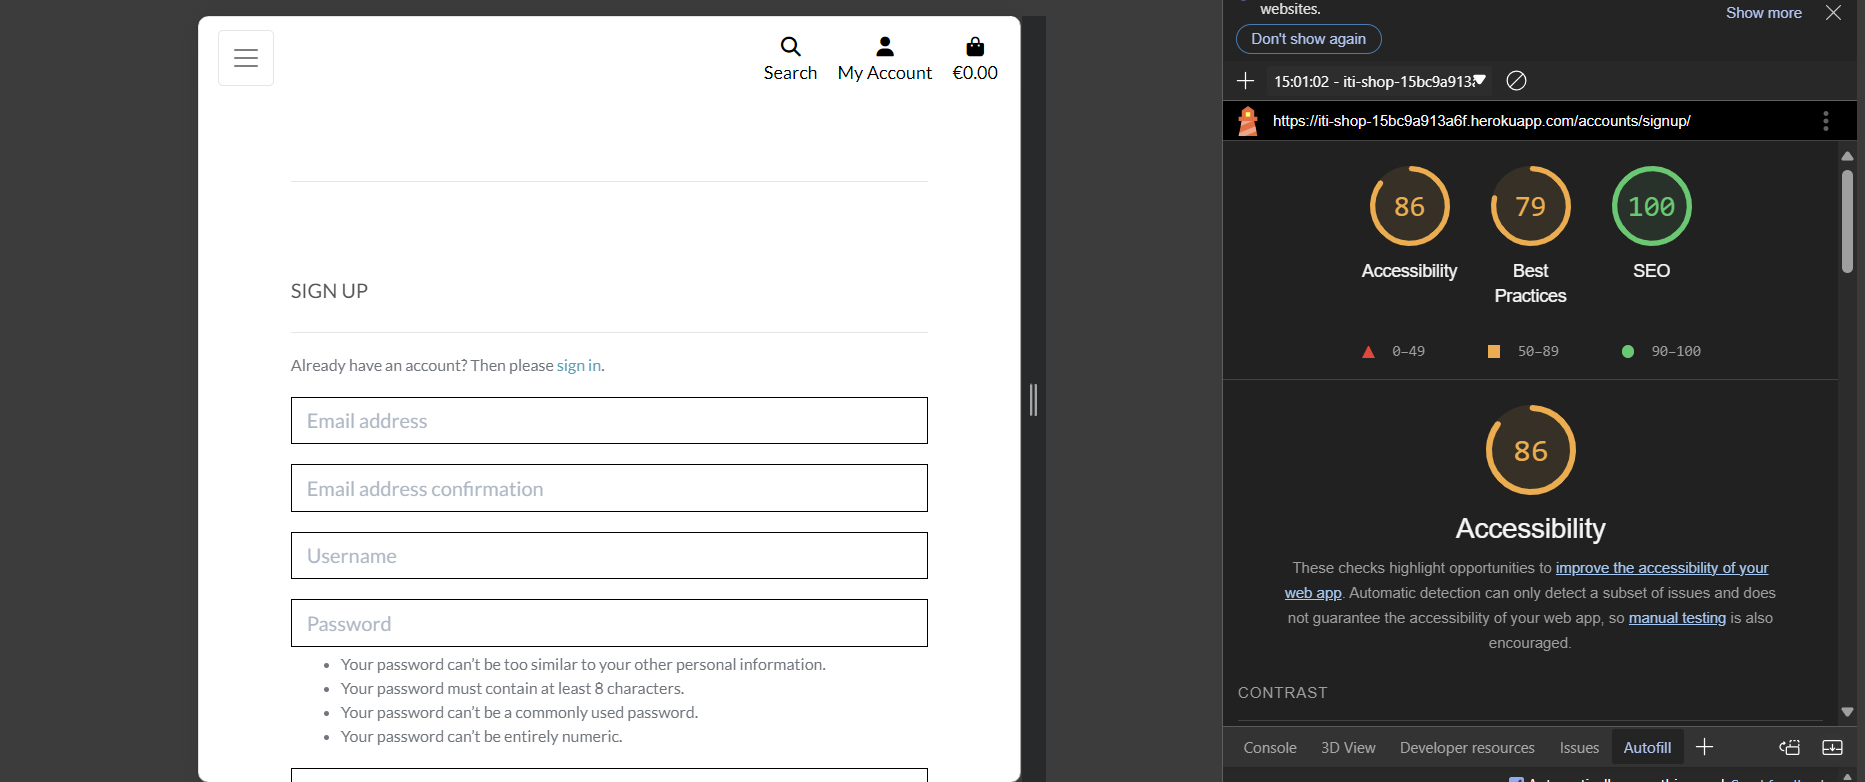 Search
My Account
€0.00
SIGN UP
Already have an account? Then please sign in.
Email address
Email address confirmation
Username
Password
Your password can’t be too similar to your other personal information.
Your password must contain at least 8 characters.
Your password can’t be a commonly used password.
Your password can’t be entirely numeric.
websites.
Show more
Don't show again
15:01:02 - iti-shop-15bc9a913
https://iti-shop-15bc9a913a6f.herokuapp.com/accounts/signup/
86
79
100
Accessibility
Best
Practices
SEO
0–49
50–89
90–100
86
Accessibility
These checks highlight opportunities to improve the accessibility of your
web app. Automatic detection can only detect a subset of issues and does
not guarantee the accessibility of your web app, so manual testing is also
encouraged.
CONTRAST
Console
3D View
Developer resources
Issues
Autofill